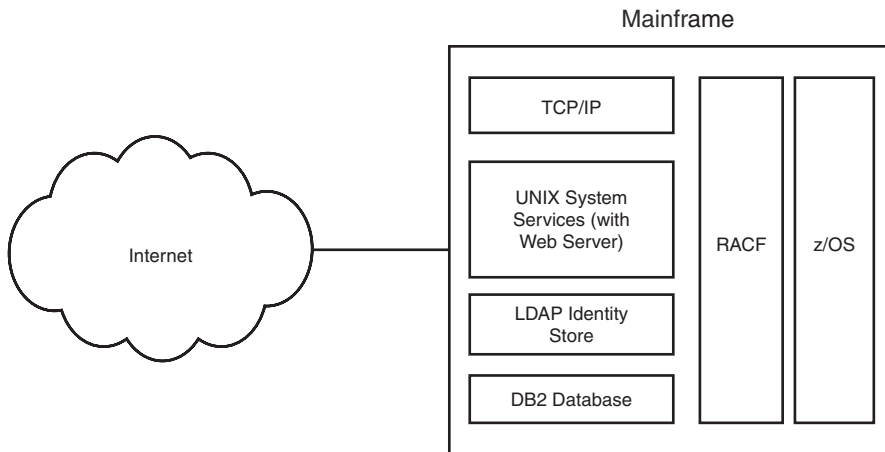 Mainframe
TCP/IP
UNIX System
Services (with
Web Server)
Internet
RACF
z/OS
LDAP Identity
Store
DB2 Database